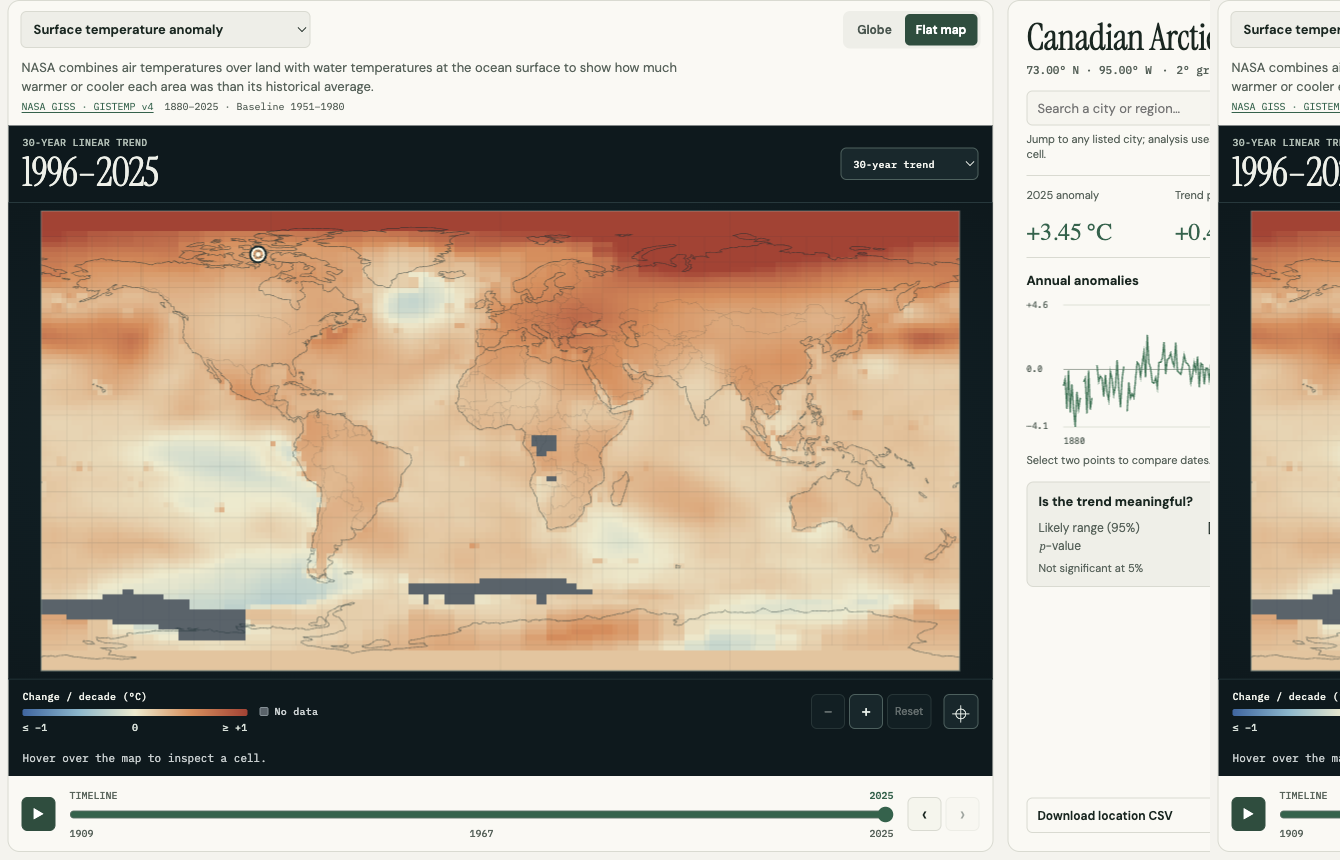 Surface temperature anomaly
Globe
Flat map
NASA combines air temperatures over land with water temperatures at the ocean surface to show how much
warmer or cooler each area was than its historical average.
NASA GISS · GISTEMP v4 1880–2025 · Baseline 1951–1980
30-YEAR LINEAR TREND
1996–2025
30-year trend
Change / decade (°C)
≤ −1 0 ≥ +1
No data
− + Reset
Hover over the map to inspect a cell.
TIMELINE 2025
1909 1967 2025
‹ ›
Canadian Arctic
73.00° N · 95.00° W · 2° gr
Search a city or region…
Jump to any listed city; analysis use
cell.
2025 anomaly
Trend p
+3.45 °C
+0.4
Annual anomalies
+4.6
0.0
−4.1
1880
Select two points to compare dates.
Is the trend meaningful?
Likely range (95%)
p-value
Not significant at 5%
Download location CSV
Surface temper
NASA combines ai
warmer or cooler e
NASA GISS · GISTEM
30-YEAR LINEAR TR
1996–20
Change / decade (
≤ −1
Hover over the ma
TIMELINE
1909